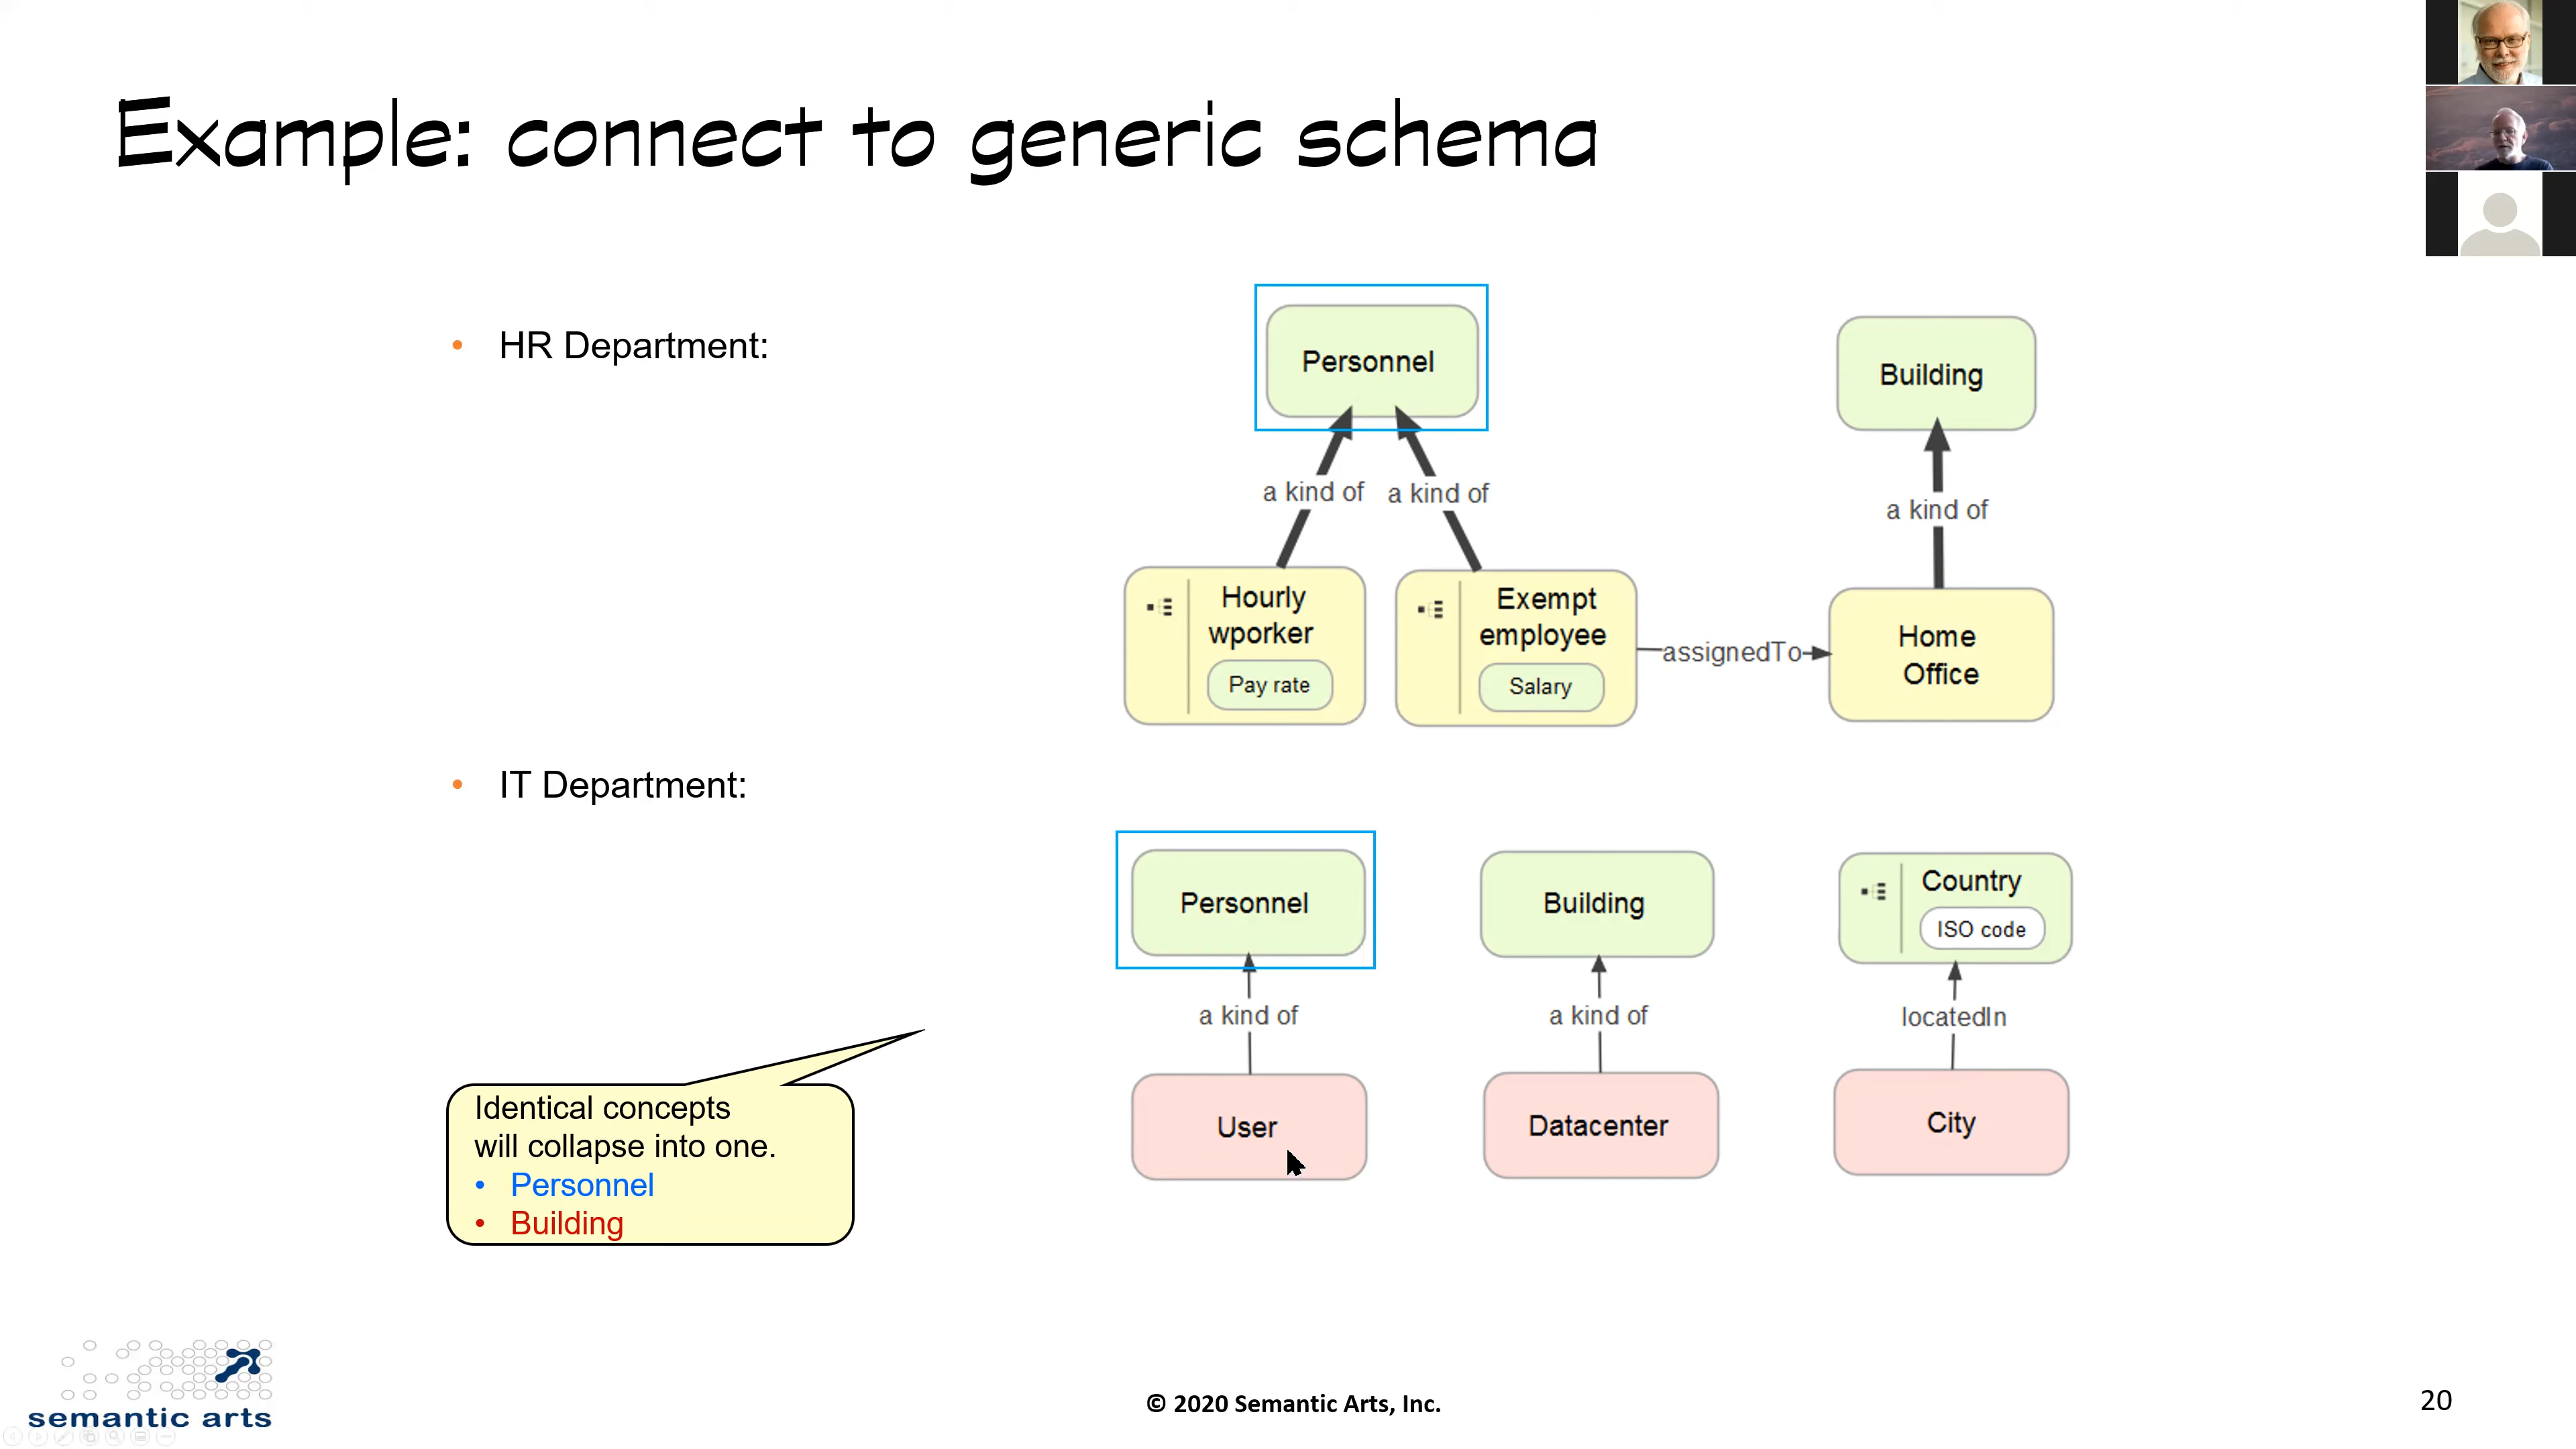 Example: connect to generic schema
• HR Department:
Personnel
Building
a kind of
a kind of
a kind of
Hourly
wporker
Pay rate
Exempt
employee
Salary
assignedTo
Home
Office
• IT Department:
Personnel
Building
Country
ISO code
a kind of
a kind of
locatedIn
User
Datacenter
City
Identical concepts
will collapse into one.
• Personnel
• Building
semantic arts
© 2020 Semantic Arts, Inc.
20